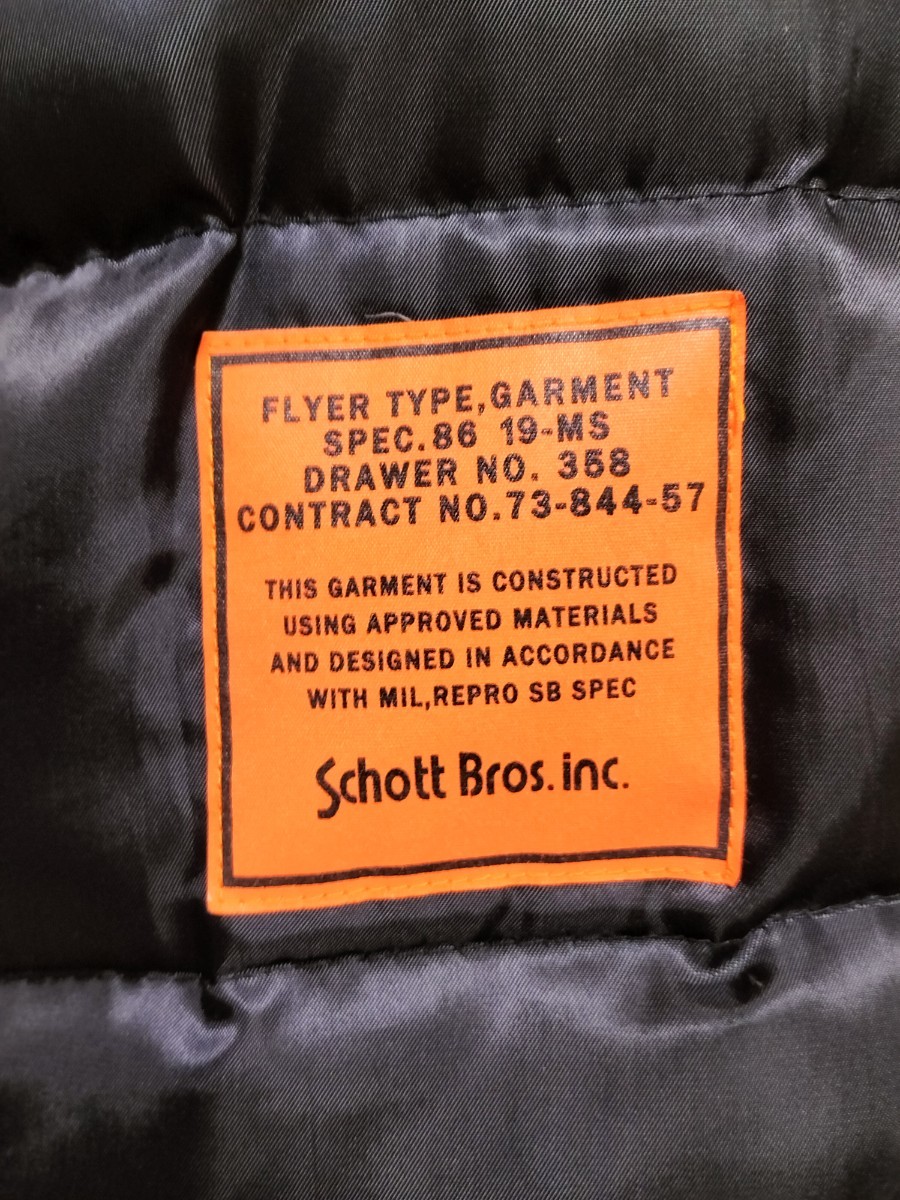 FLYER TYPE,GARMENT
SPEC.86 19-MS
DRAWER NO. 358
CONTRACT NO.73-844-57
THIS GARMENT IS CONSTRUCTED
USING APPROVED MATERIALS
AND DESIGNED IN ACCORDANCE
WITH MIL,REPRO SB SPEC
Schott Bros. inc.